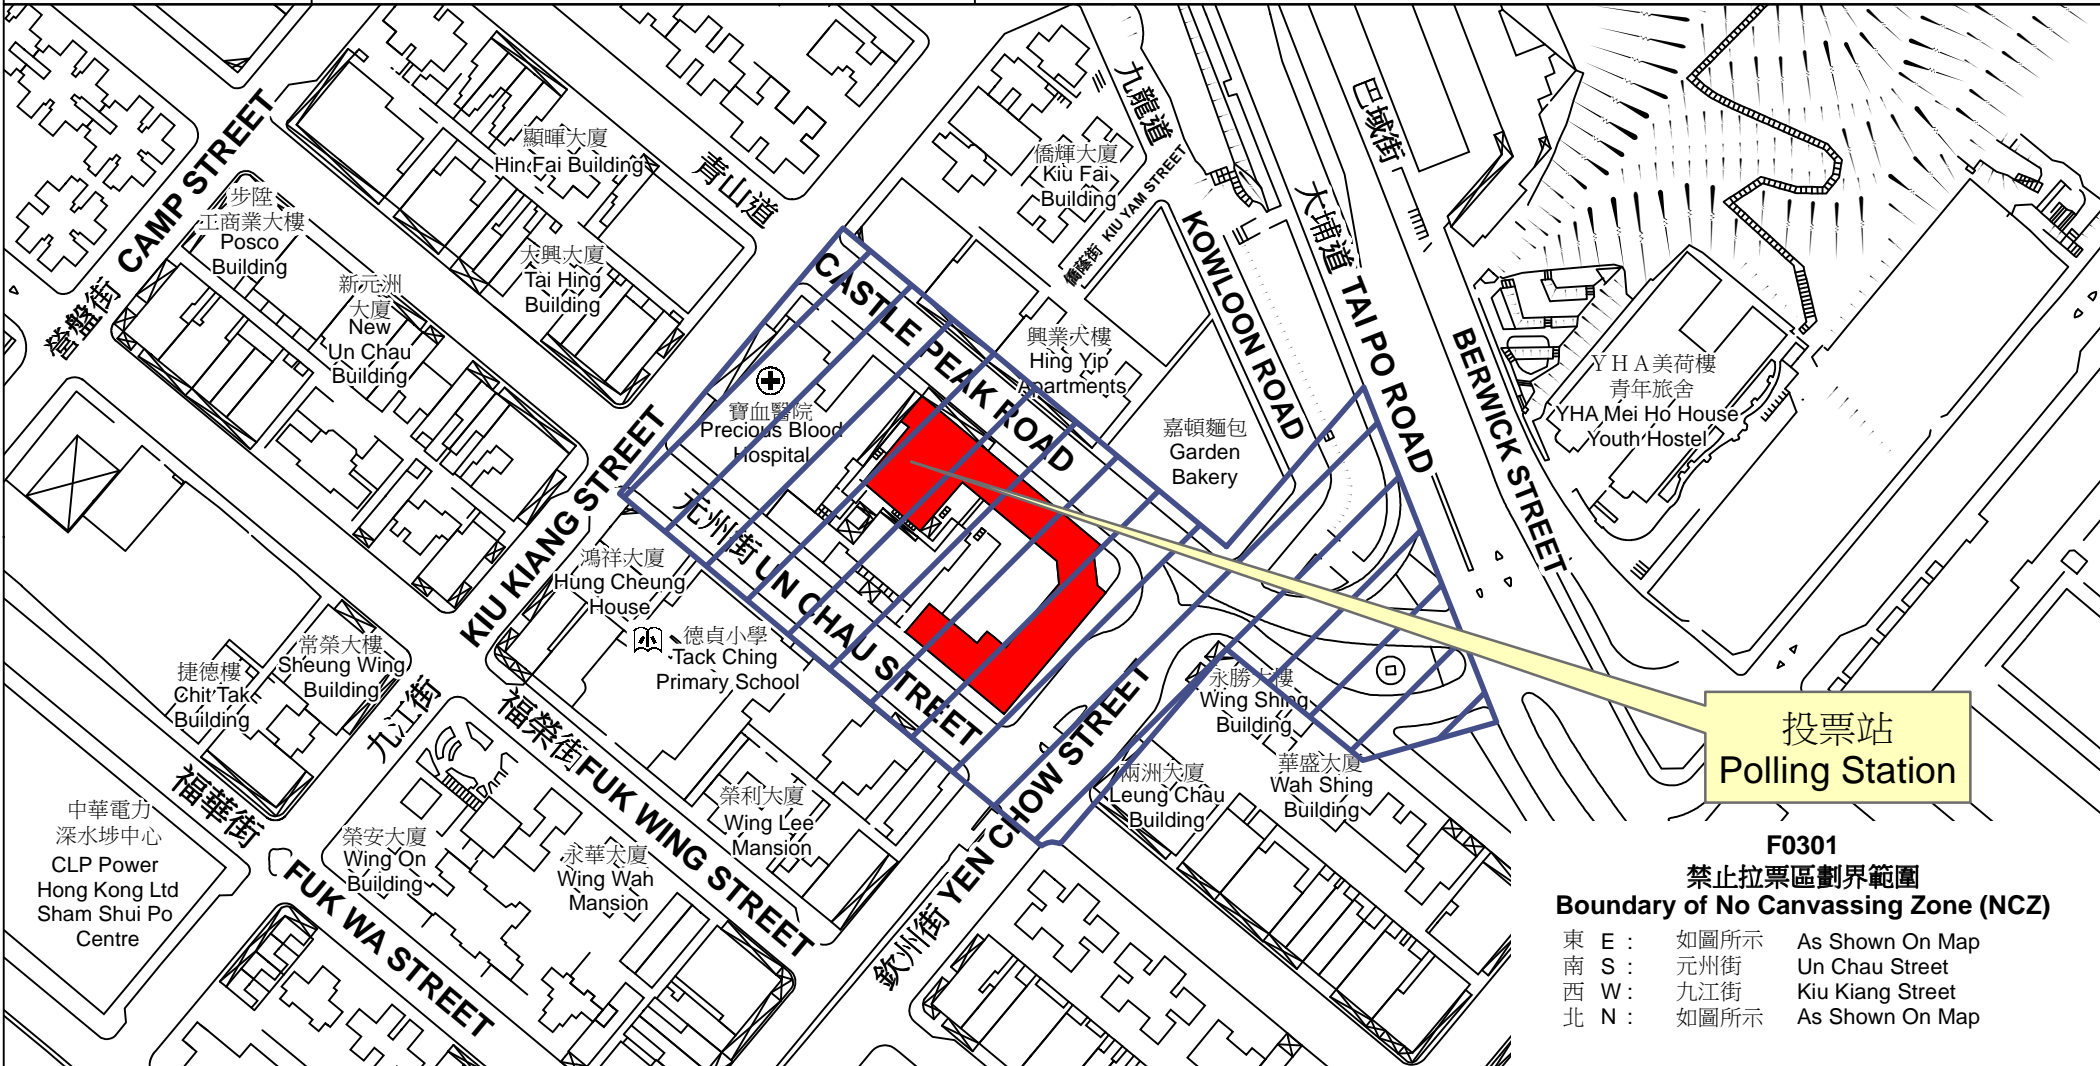 營盤街 CAMP STREET
顯暉大廈
Hin Fai Building
步陞
工商業大樓
Posco
Building
新元洲
大廈
New
Un Chau
Building
大興大廈
Tai Hing
Building
青山道
CASTLE PEAK ROAD
僑輝大廈
Kiu Fai
Building
九龍道
KOWLOON ROAD
僑蔭街 KIU YAM STREET
巴域街
BERWICK STREET
大埔道 TAI PO ROAD
興業大樓
Hing Yip
Apartments
嘉頓麵包
Garden
Bakery
YHA美荷樓
青年旅舍
YHA Mei Ho House
Youth Hostel
寶血醫院
Precious Blood
Hospital
元州街 UN CHAU STREET
KIU KIANG STREET
九江街
鴻祥大廈
Hung Cheung
House
德貞小學
Tack Ching
Primary School
常榮大樓
Sheung Wing
Building
捷德樓
Chit Tak
Building
福榮街 FUK WING STREET
福華街
FUK WA STREET
中華電力
深水埗中心
CLP Power
Hong Kong Ltd
Sham Shui Po
Centre
榮安大廈
Wing On
Building
永華大廈
Wing Wah
Mansion
榮利大廈
Wing Lee
Mansion
欽州街 YEN CHOW STREET
永勝大樓
Wing Shing
Building
兩洲大廈
Leung Chau
Building
華盛大廈
Wah Shing
Building
投票站
Polling Station
F0301
禁止拉票區劃界範圍
Boundary of No Canvassing Zone (NCZ)
東 E : 如圖所示 As Shown On Map
南 S : 元州街 Un Chau Street
西 W : 九江街 Kiu Kiang Street
北 N : 如圖所示 As Shown On Map